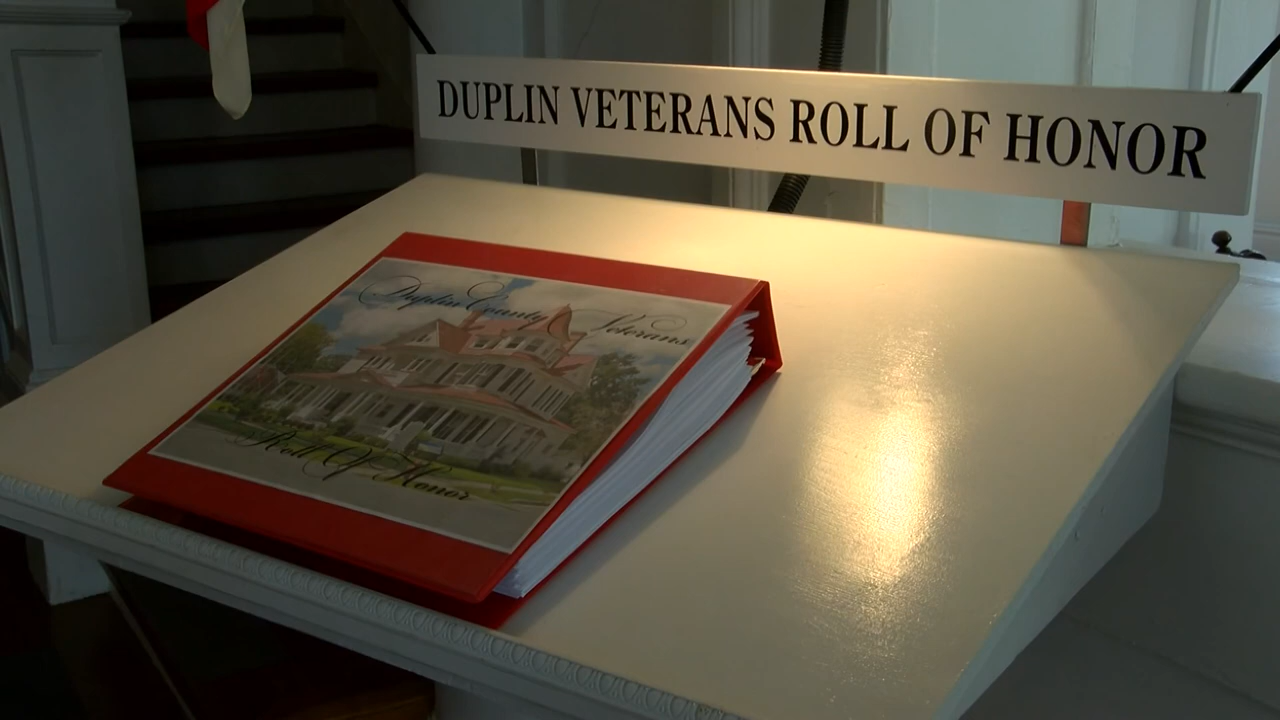 DUPLIN VETERANS ROLL OF HONOR
Duplin County Veterans
Roll Of Honor